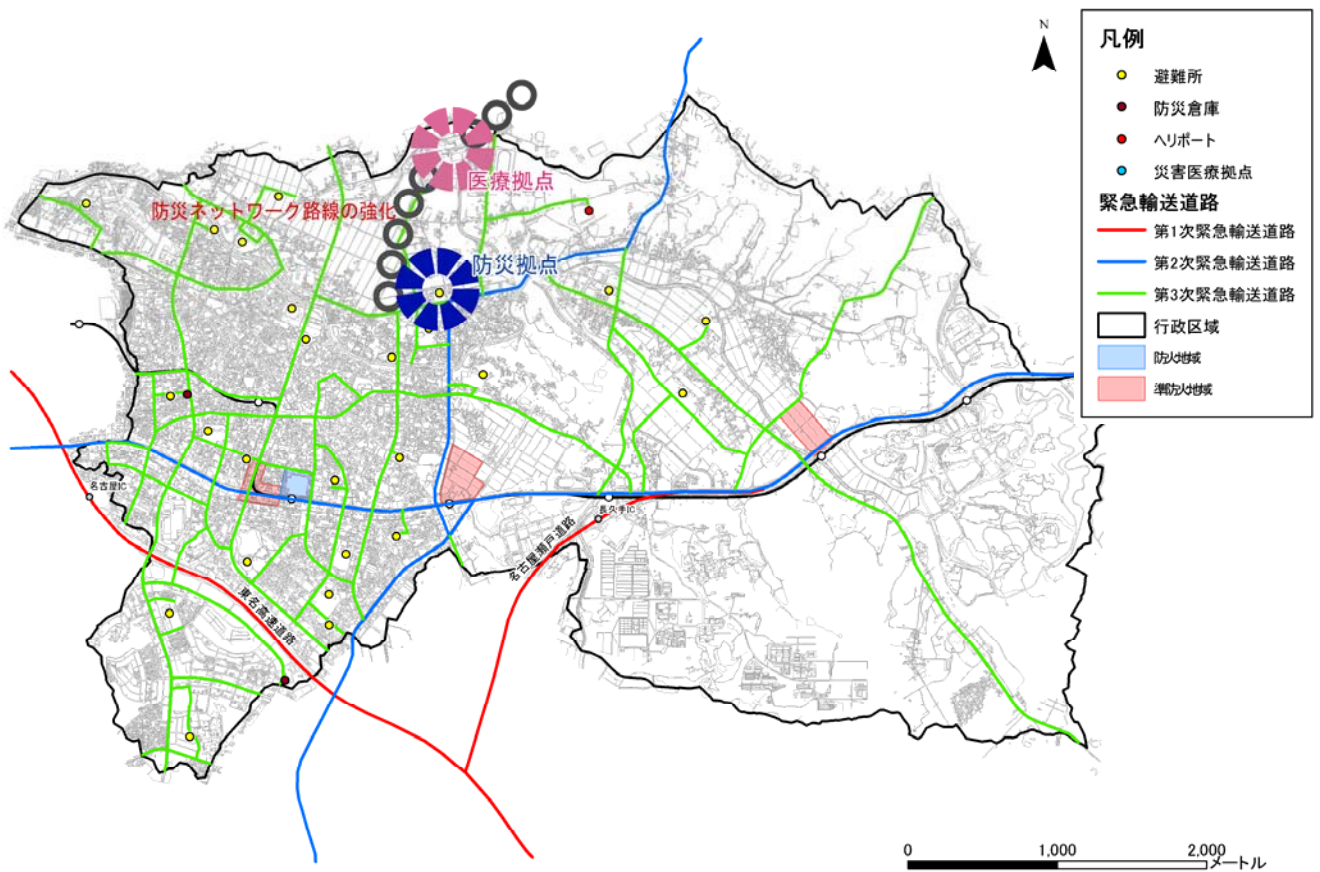 N
凡例
避難所
防災倉庫
ヘリポート
災害医療拠点
緊急輸送道路
第1次緊急輸送道路
第2次緊急輸送道路
第3次緊急輸送道路
行政区域
防火地域
準防火地域
医療拠点
防災ネットワーク路線の強化
防災拠点
名古屋IC
長久手IC
名古屋瀬戸道路
東名高速道路
0 1,000 2,000
メートル